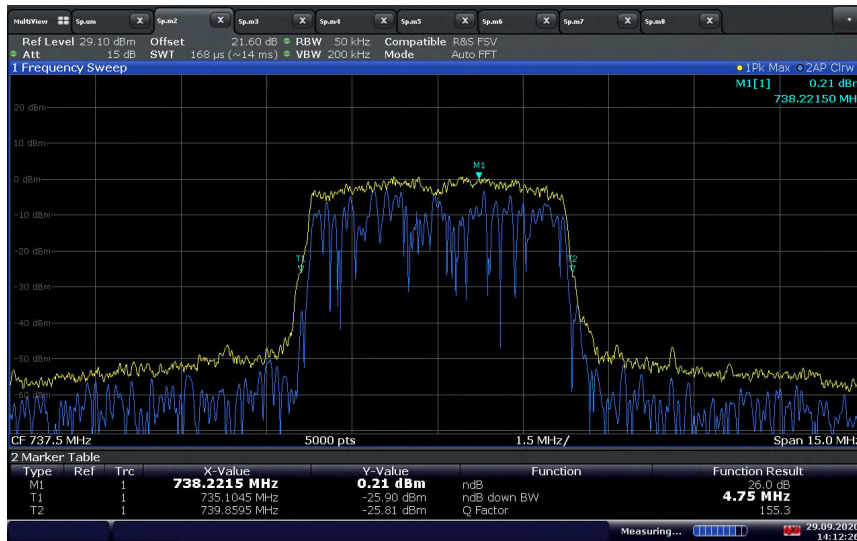 MultiView Sp.um X Sp.m2 X Sp.m3 X Sp.m4 X Sp.m5 X Sp.m6 X Sp.m7 X Sp.m8 X
Ref Level 29.10 dBm Offset 21.60 dB RBW 50 kHz Compatible R&S FSV
Att 15 dB SWT 168 µs (~14 ms) VBW 200 kHz Mode Auto FFT
1 Frequency Sweep 1Pk Max 2AP Clrw
M1[1] 0.21 dBm
738.22150 MH
20 dBm
10 dBm
M1
0 dBm
-10 dBm
-20 dBm
T1 T2
-30 dBm
-40 dBm
-50 dBm
-60 dBm
CF 737.5 MHz 5000 pts 1.5 MHz/ Span 15.0 MHz
2 Marker Table
Type Ref Trc X-Value Y-Value Function Function Result
M1 1 738.2215 MHz 0.21 dBm ndB 26.0 dB
T1 1 735.1045 MHz -25.90 dBm ndB down BW 4.75 MHz
T2 1 739.8595 MHz -25.81 dBm Q Factor 155.3
Measuring... 29.09.2020
14:12:26